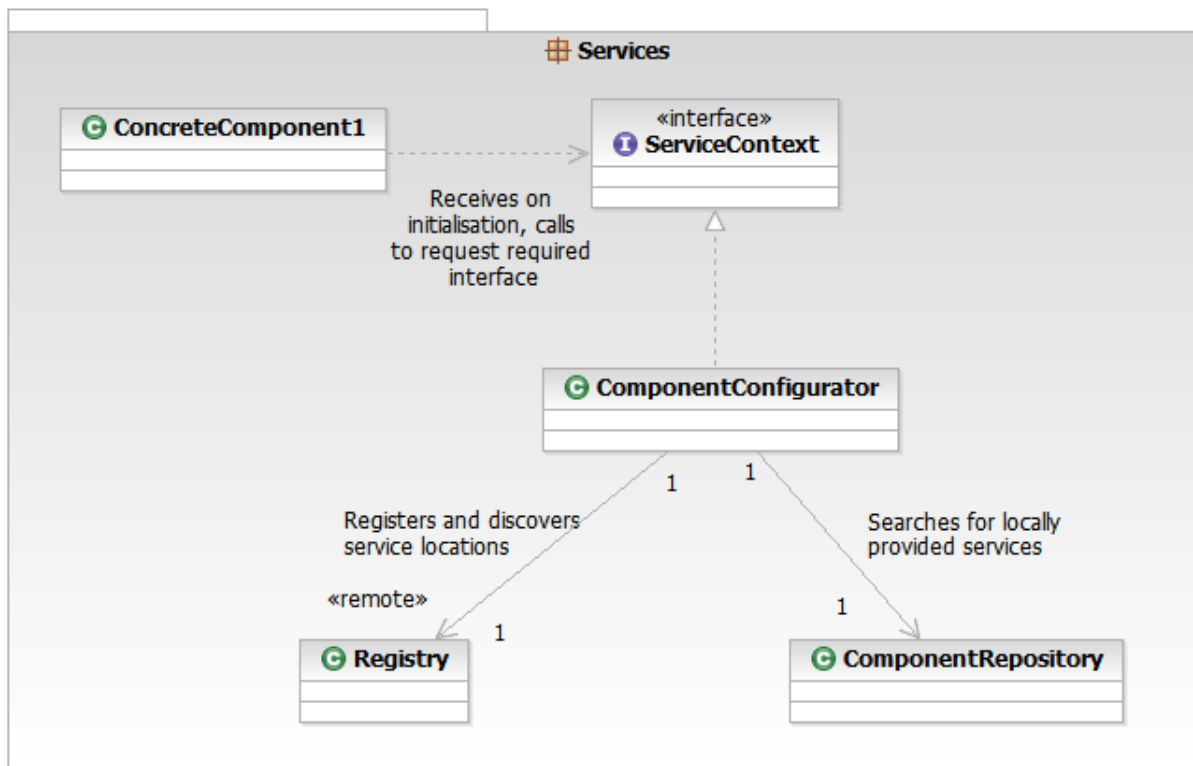 Services
C ConcreteComponent1
«interface»
I ServiceContext
Receives on
initialisation, calls
to request required
interface
C ComponentConfigurator
1
1
Registers and discovers
service locations
Searches for locally
provided services
«remote»
1
1
C Registry
C ComponentRepository